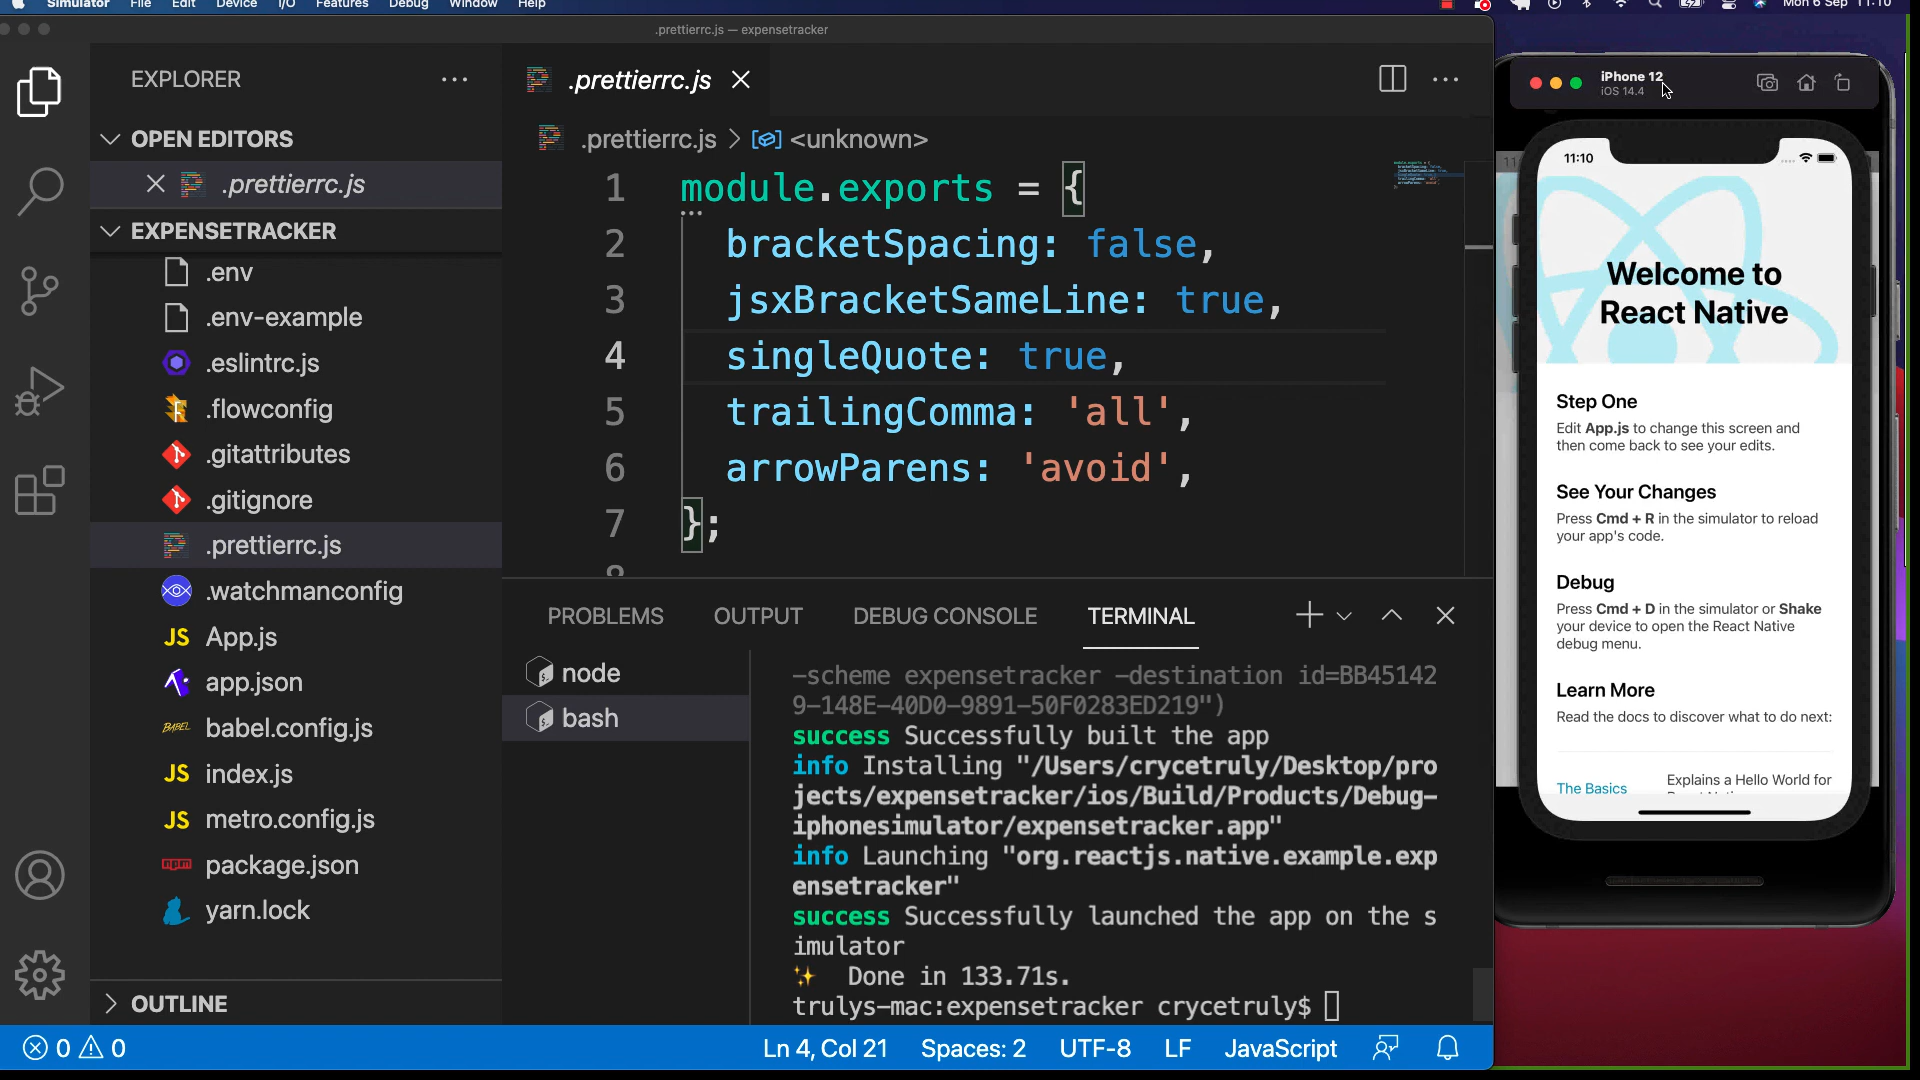 Simulator File Edit Device I/O Features Debug Window Help
Mon 6 Sep 11:10
.prettierrc.js — expensetracker
EXPLORER
OPEN EDITORS
.prettierrc.js
EXPENSETRACKER
.env
.env-example
.eslintrc.js
.flowconfig
.gitattributes
.gitignore
.prettierrc.js
.watchmanconfig
JS App.js
app.json
BABEL babel.config.js
JS index.js
JS metro.config.js
npm package.json
yarn.lock
OUTLINE
.prettierrc.js
.prettierrc.js > <unknown>
1 module.exports = {
2 bracketSpacing: false,
3 jsxBracketSameLine: true,
4 singleQuote: true,
5 trailingComma: 'all',
6 arrowParens: 'avoid',
7 };
8
PROBLEMS OUTPUT DEBUG CONSOLE TERMINAL
node
bash
-scheme expensetracker -destination id=BB45142
9-148E-40D0-9891-50F0283ED219")
success Successfully built the app
info Installing "/Users/crycetruly/Desktop/pro
jects/expensetracker/ios/Build/Products/Debug-
iphonesimulator/expensetracker.app"
info Launching "org.reactjs.native.example.exp
ensetracker"
success Successfully launched the app on the s
imulator
✨ Done in 133.71s.
trulys-mac:expensetracker crycetruly$
0 0
Ln 4, Col 21 Spaces: 2 UTF-8 LF JavaScript
iPhone 12
iOS 14.4
11:10
Welcome to
React Native
Step One
Edit App.js to change this screen and
then come back to see your edits.
See Your Changes
Press Cmd + R in the simulator to reload
your app's code.
Debug
Press Cmd + D in the simulator or Shake
your device to open the React Native
debug menu.
Learn More
Read the docs to discover what to do next:
The Basics
Explains a Hello World for